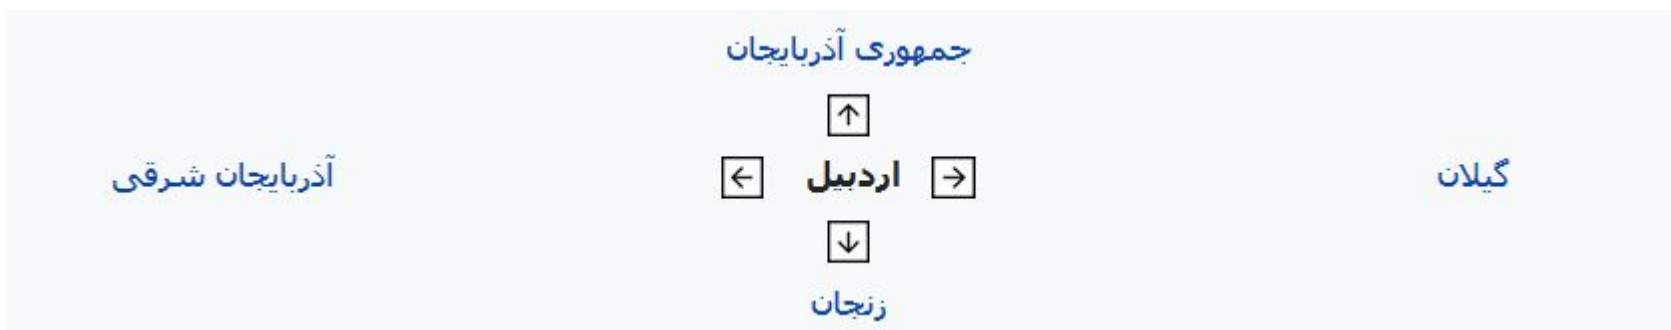 جمهوری آذربایجان
↑
گیلان → اردبیل ← آذربایجان شرقی
↓
زنجان